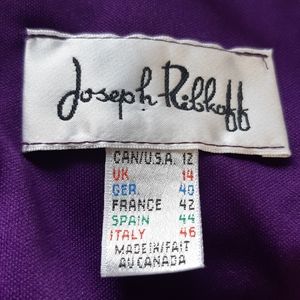 Joseph Ribkoff
CAN/U.S.A. 12
UK 14
GER. 40
FRANCE 42
SPAIN 44
ITALY 46
MADE IN/FAIT
AU CANADA